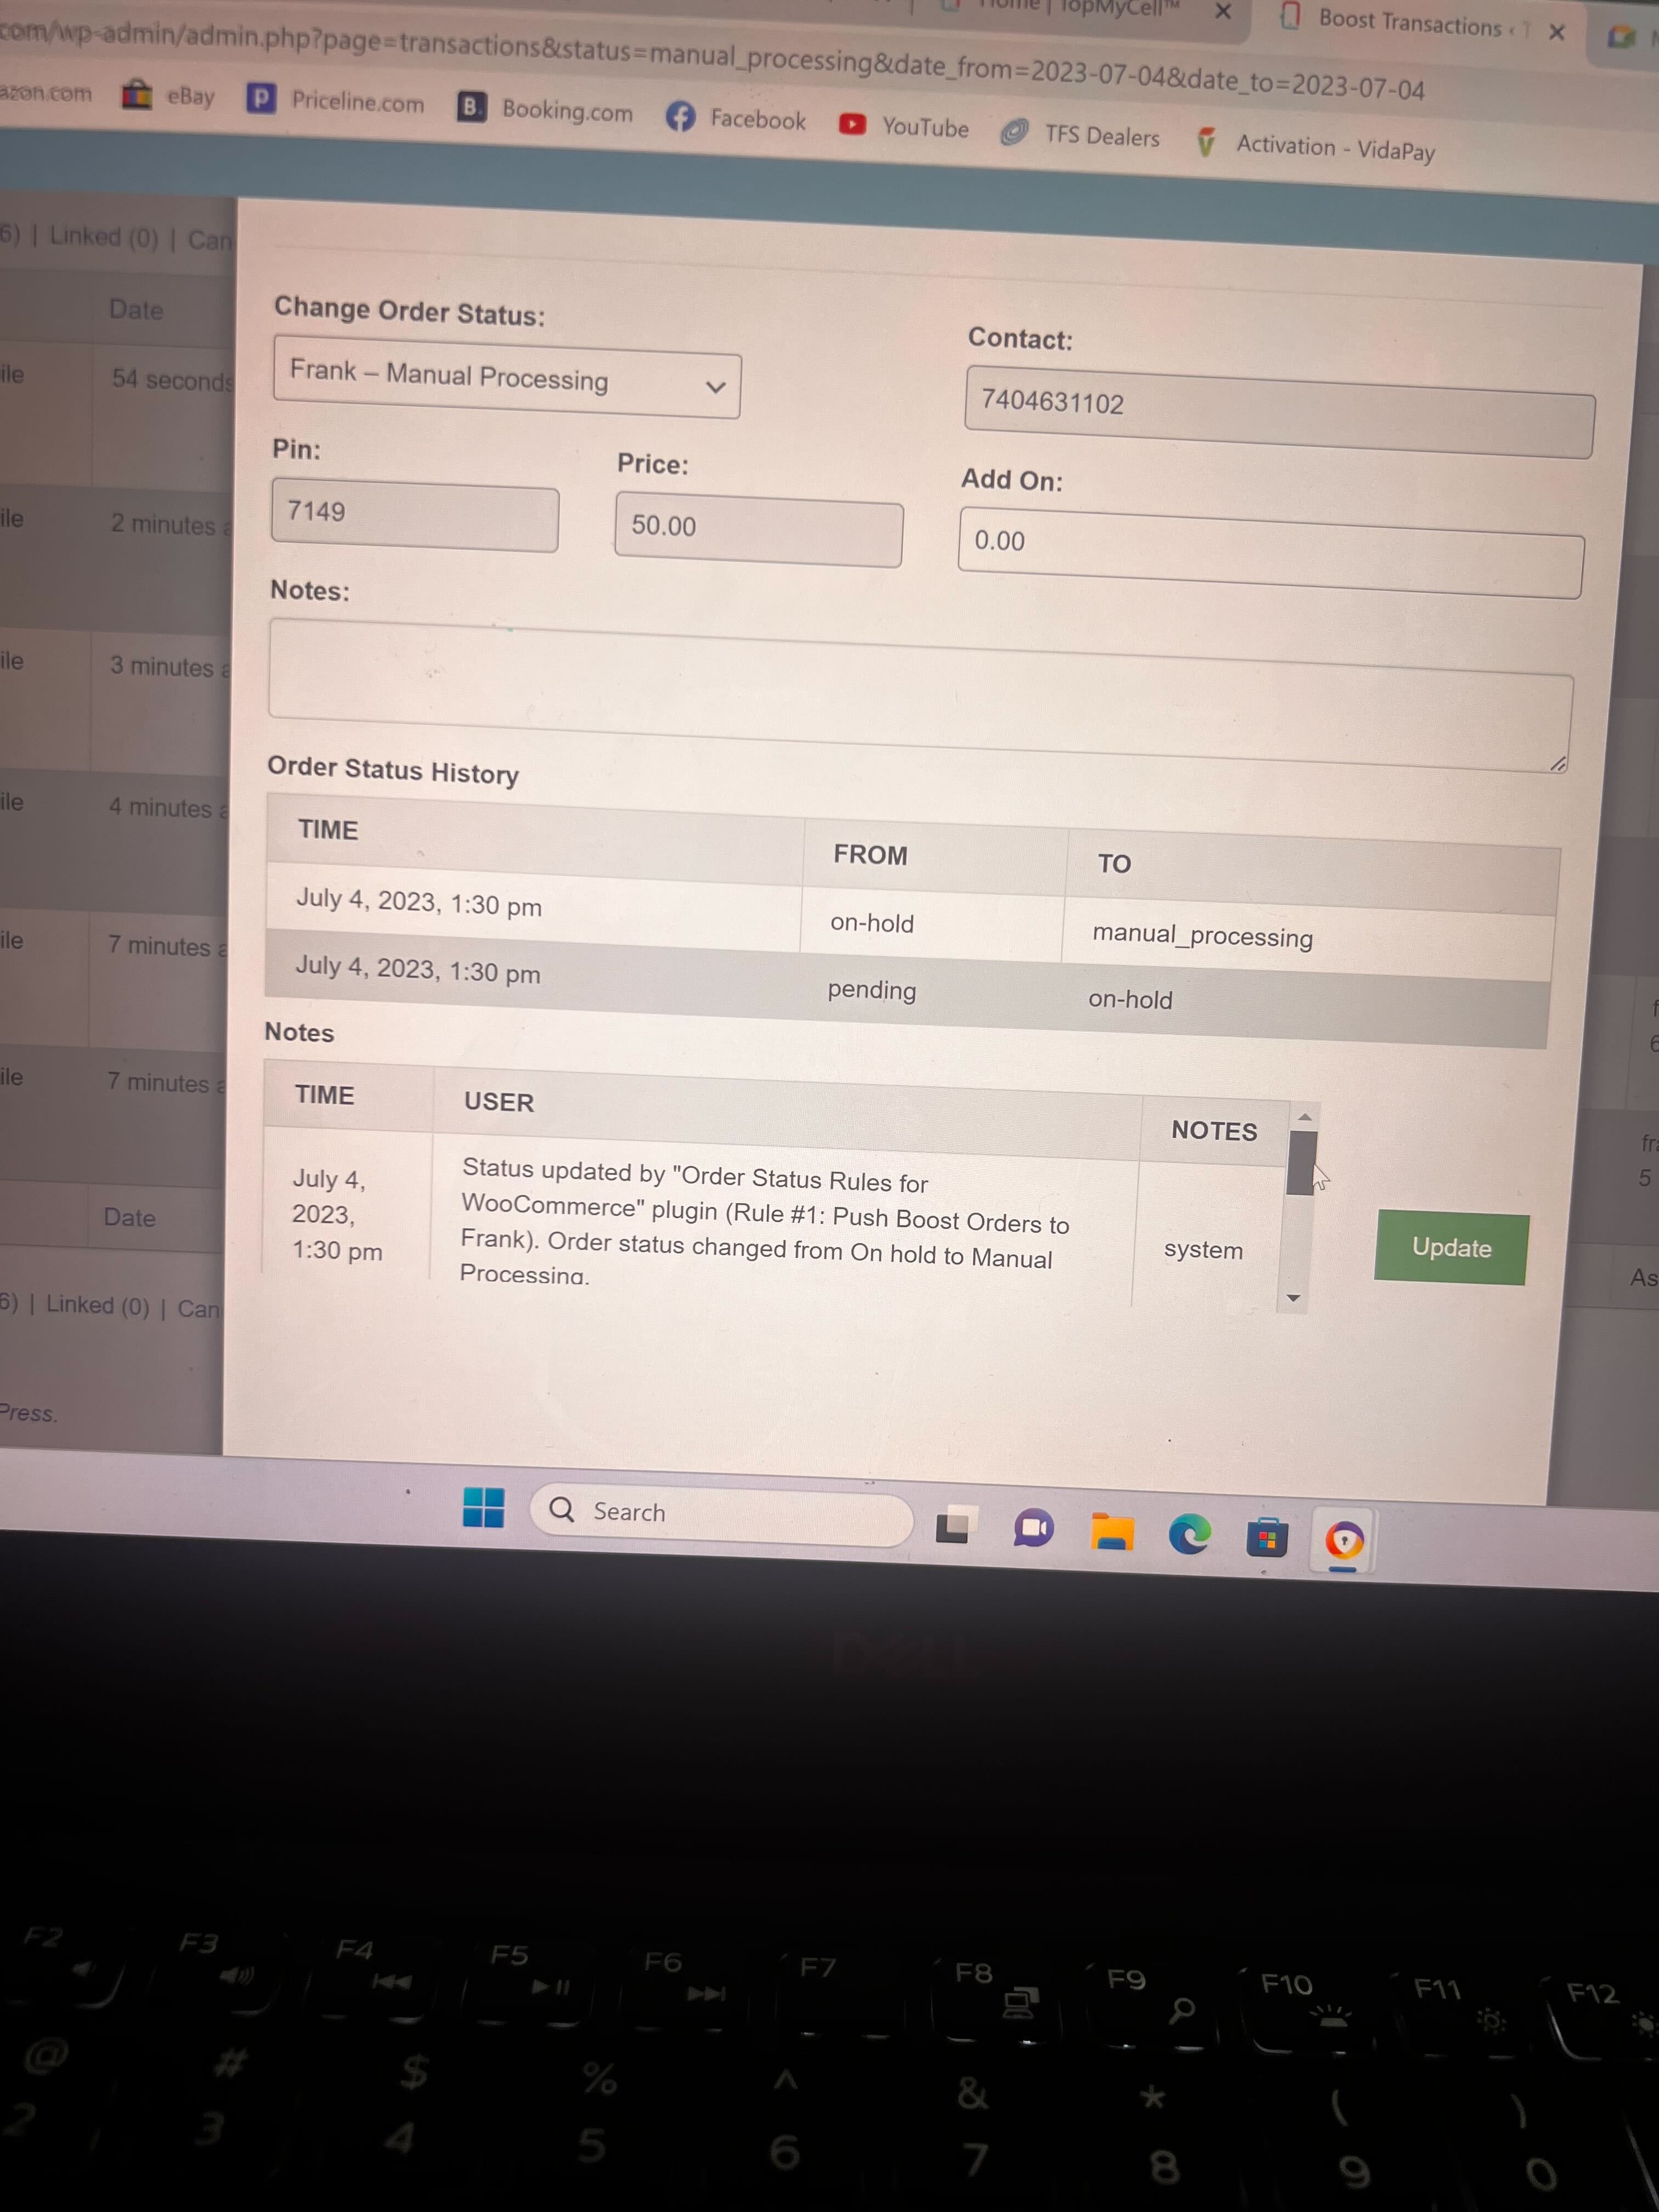 Home | TopMyCell™
Boost Transactions
com/wp-admin/admin.php?page=transactions&status=manual_processing&date_from=2023-07-04&date_to=2023-07-04
azon.com eBay Priceline.com Booking.com Facebook YouTube TFS Dealers Activation - VidaPay
6) | Linked (0) | Can
Date
ile 54 seconds
ile 2 minutes a
ile 3 minutes a
ile 4 minutes a
ile 7 minutes a
ile 7 minutes a
Date
6) | Linked (0) | Can
Press.
Change Order Status:
Frank – Manual Processing
Contact:
7404631102
Pin:
7149
Price:
50.00
Add On:
0.00
Notes:
Order Status History
TIME FROM TO
July 4, 2023, 1:30 pm on-hold manual_processing
July 4, 2023, 1:30 pm pending on-hold
Notes
TIME USER NOTES
July 4,
2023,
1:30 pm
Status updated by "Order Status Rules for
WooCommerce" plugin (Rule #1: Push Boost Orders to
Frank). Order status changed from On hold to Manual
Processing.
system
Update
fr
5
As
Search
DELL
F2 F3 F4 F5 F6 F7 F8 F9 F10 F11 F12
@ # $ % ^ & * ( )
2 3 4 5 6 7 8 9 0